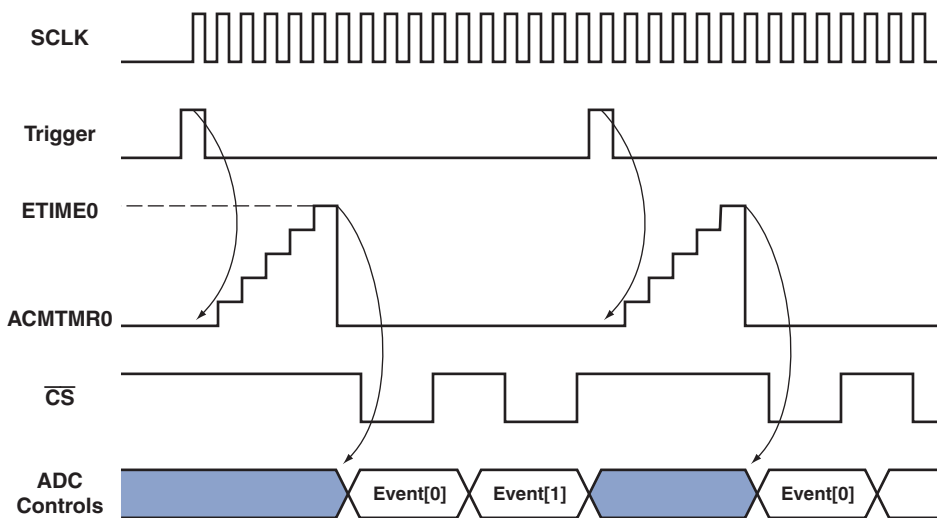 SCLK
Trigger
ETIME0
ACMTMR0
CS
ADC
Controls
Event[0]
Event[1]
Event[0]